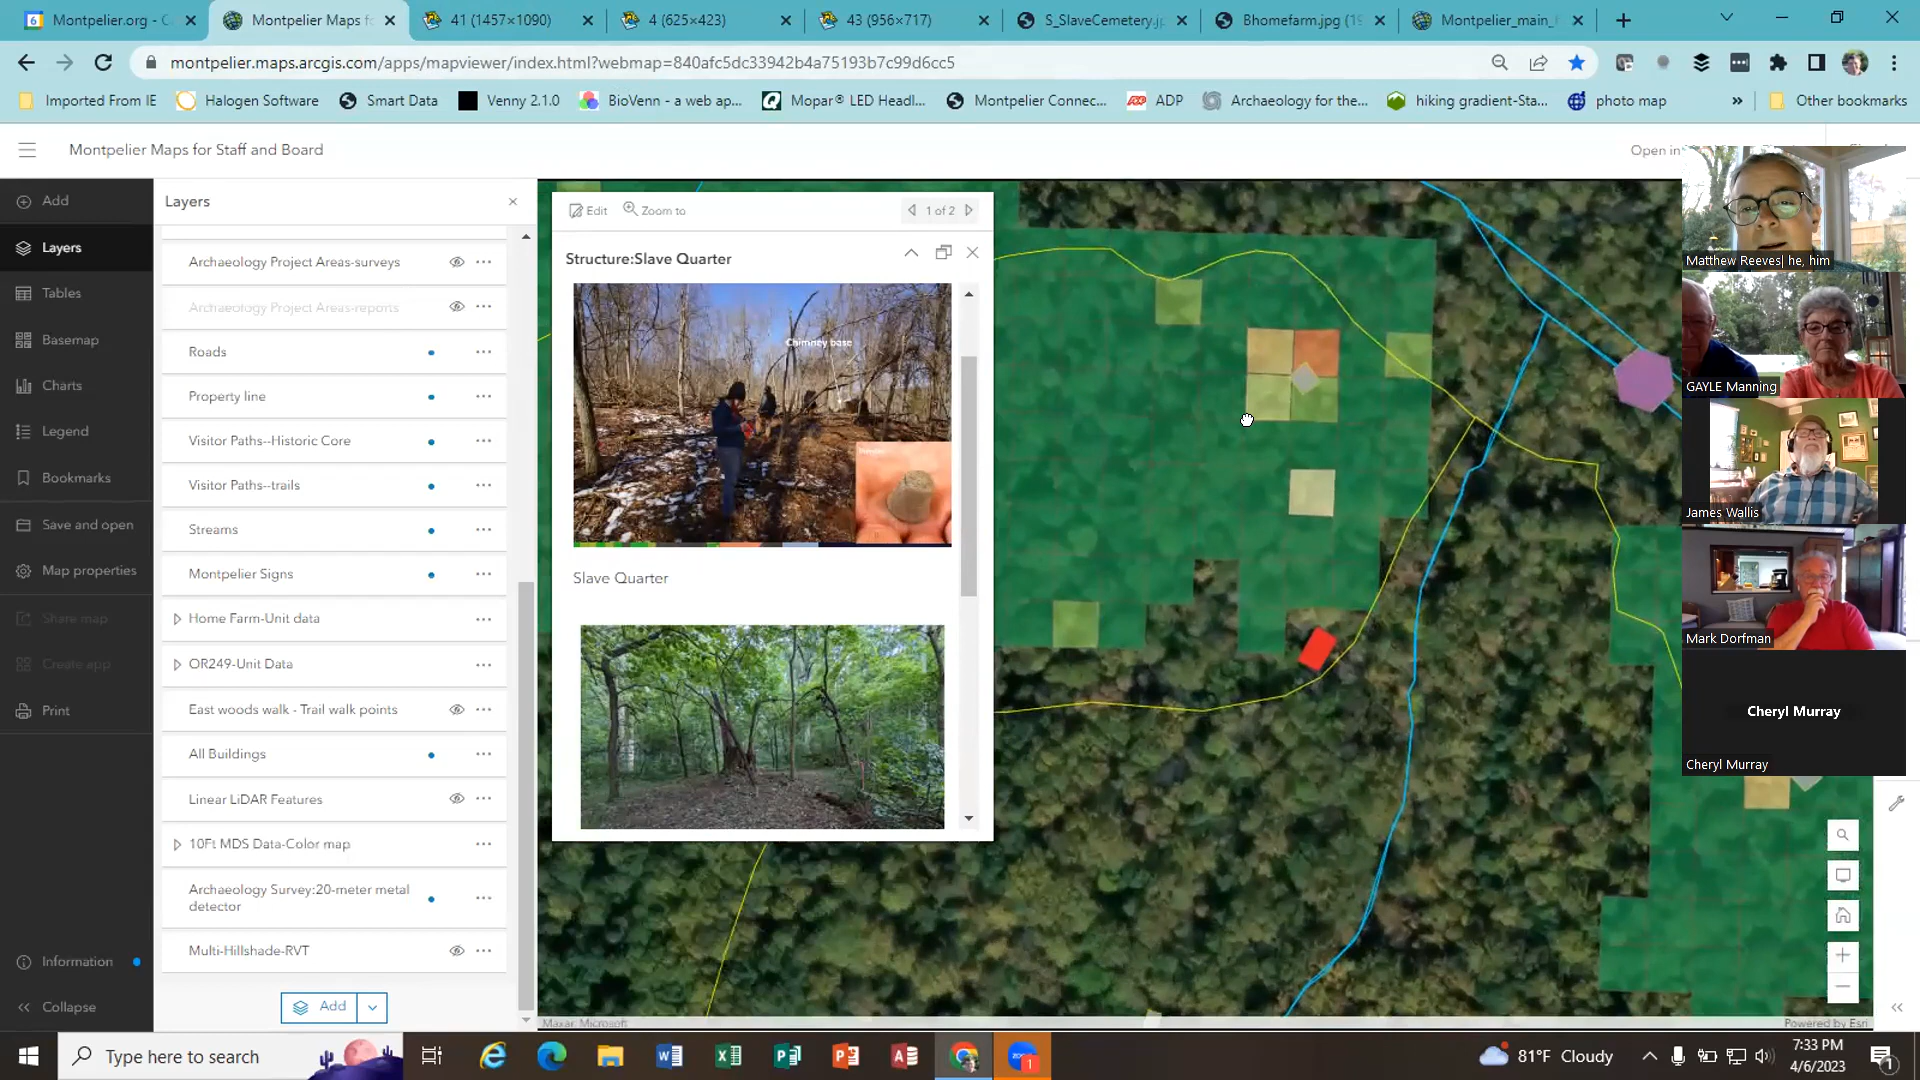 Montpelier.org - C
Montpelier Maps f
41 (1457×1090)
4 (625×423)
43 (956×717)
S_SlaveCemetery.j
Bhomefarm.jpg (19
Montpelier_main_
montpelier.maps.arcgis.com/apps/mapviewer/index.html?webmap=840afc5dc33942b4a75193b7c99d6cc5
Imported From IE
Halogen Software
Smart Data
Venny 2.1.0
BioVenn - a web ap...
Mopar® LED Headl...
Montpelier Connec...
ADP
Archaeology for the...
hiking gradient-Sta...
photo map
»
Other bookmarks
Montpelier Maps for Staff and Board
Open in
Add
Layers
Tables
Basemap
Charts
Legend
Bookmarks
Save and open
Map properties
Share map
Create app
Print
Information
Collapse
Layers
Archaeology Project Areas-surveys
Archaeology Project Areas-reports
Roads
Property line
Visitor Paths--Historic Core
Visitor Paths--trails
Streams
Montpelier Signs
Home Farm-Unit data
OR249-Unit Data
East woods walk - Trail walk points
All Buildings
Linear LiDAR Features
10Ft MDS Data-Color map
Archaeology Survey:20-meter metal
detector
Multi-Hillshade-RVT
Add
Edit
Zoom to
1 of 2
Structure:Slave Quarter
Chimney base
Slave Quarter
Matthew Reeves| he, him
GAYLE Manning
James Wallis
Mark Dorfman
Cheryl Murray
Cheryl Murray
Maxar, Microsoft
Powered by Esri
Type here to search
81°F Cloudy
7:33 PM
4/6/2023